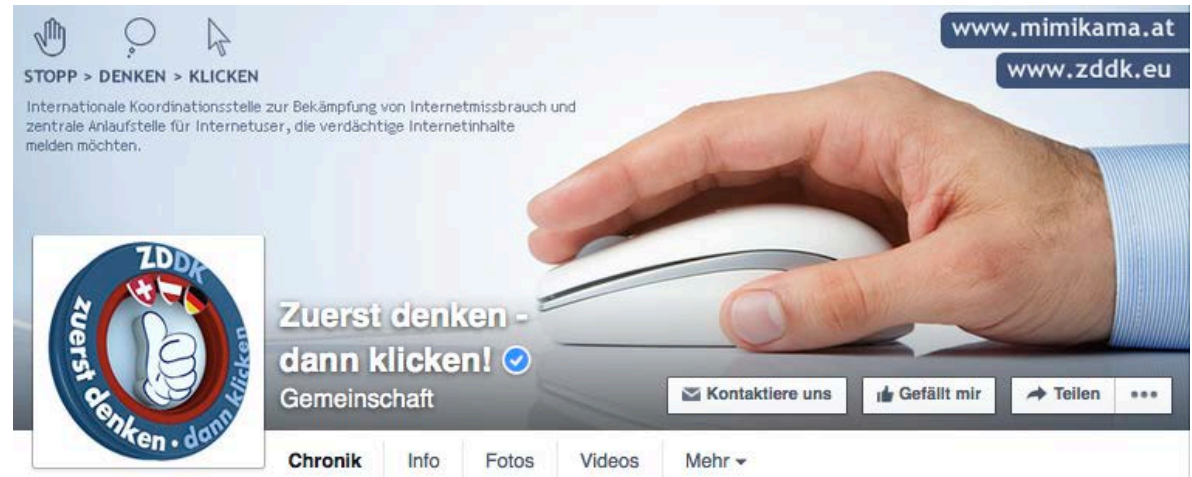 www.mimikama.at
www.zddk.eu
STOPP > DENKEN > KLICKEN
Internationale Koordinationsstelle zur Bekämpfung von Internetmissbrauch und
zentrale Anlaufstelle für Internetuser, die verdächtige Internetinhalte
melden möchten.
ZDDK
zuerst denken · dann klicken
Zuerst denken -
dann klicken!
Gemeinschaft
Kontaktiere uns
Gefällt mir
Teilen
Chronik Info Fotos Videos Mehr